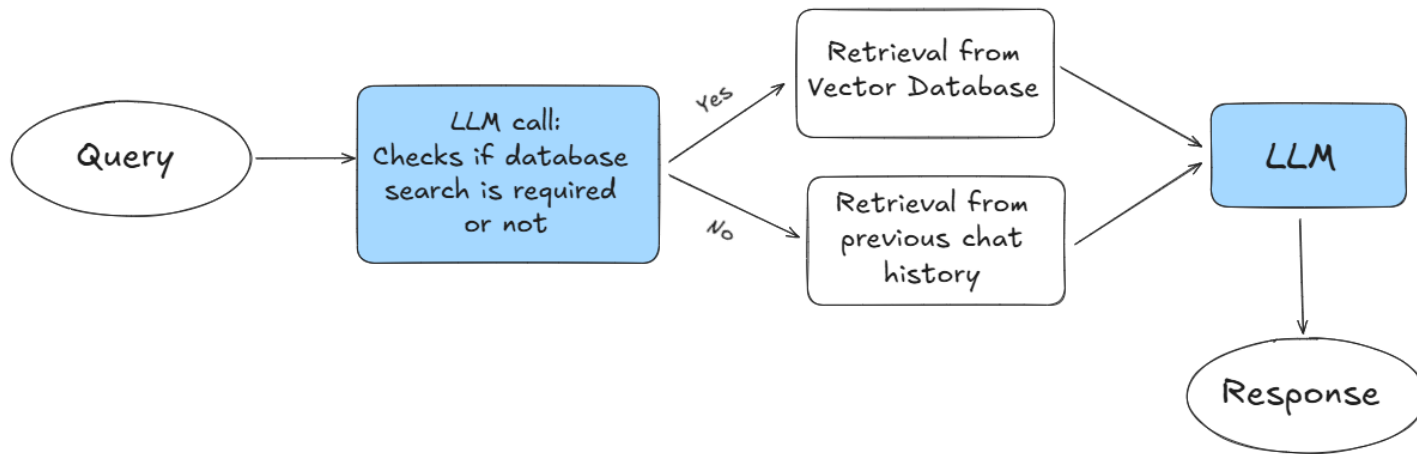 Query
LLM call:
Checks if database
search is required
or not
Yes
No
Retrieval from
Vector Database
Retrieval from
previous chat
history
LLM
Response